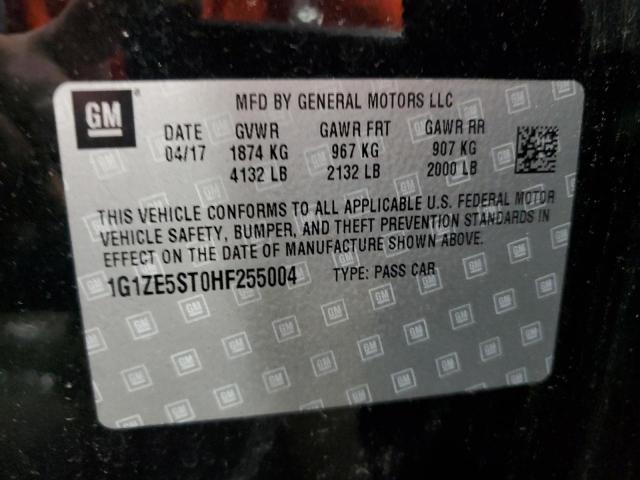 GM
MFD BY GENERAL MOTORS LLC
DATE GVWR GAWR FRT GAWR RR
04/17 1874 KG 967 KG 907 KG
4132 LB 2132 LB 2000 LB
THIS VEHICLE CONFORMS TO ALL APPLICABLE U.S. FEDERAL MOTOR
VEHICLE SAFETY, BUMPER, AND THEFT PREVENTION STANDARDS IN
EFFECT ON THE DATE OF MANUFACTURE SHOWN ABOVE.
1G1ZE5ST0HF255004 TYPE: PASS CAR